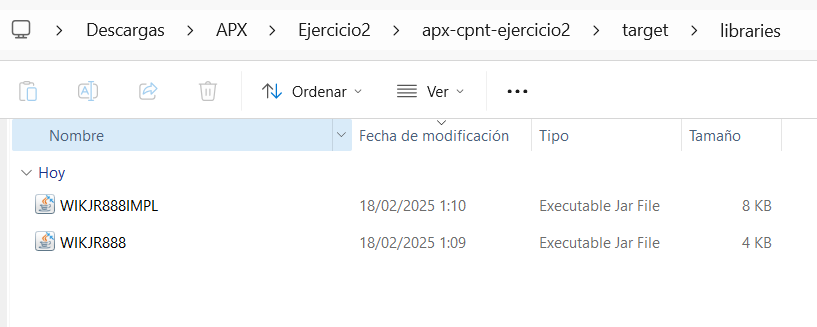 Descargas > APX > Ejercicio2 > apx-cpnt-ejercicio2 > target > libraries
Ordenar Ver ...
Nombre Fecha de modificación Tipo Tamaño
Hoy
WIKJR888IMPL 18/02/2025 1:10 Executable Jar File 8 KB
WIKJR888 18/02/2025 1:09 Executable Jar File 4 KB